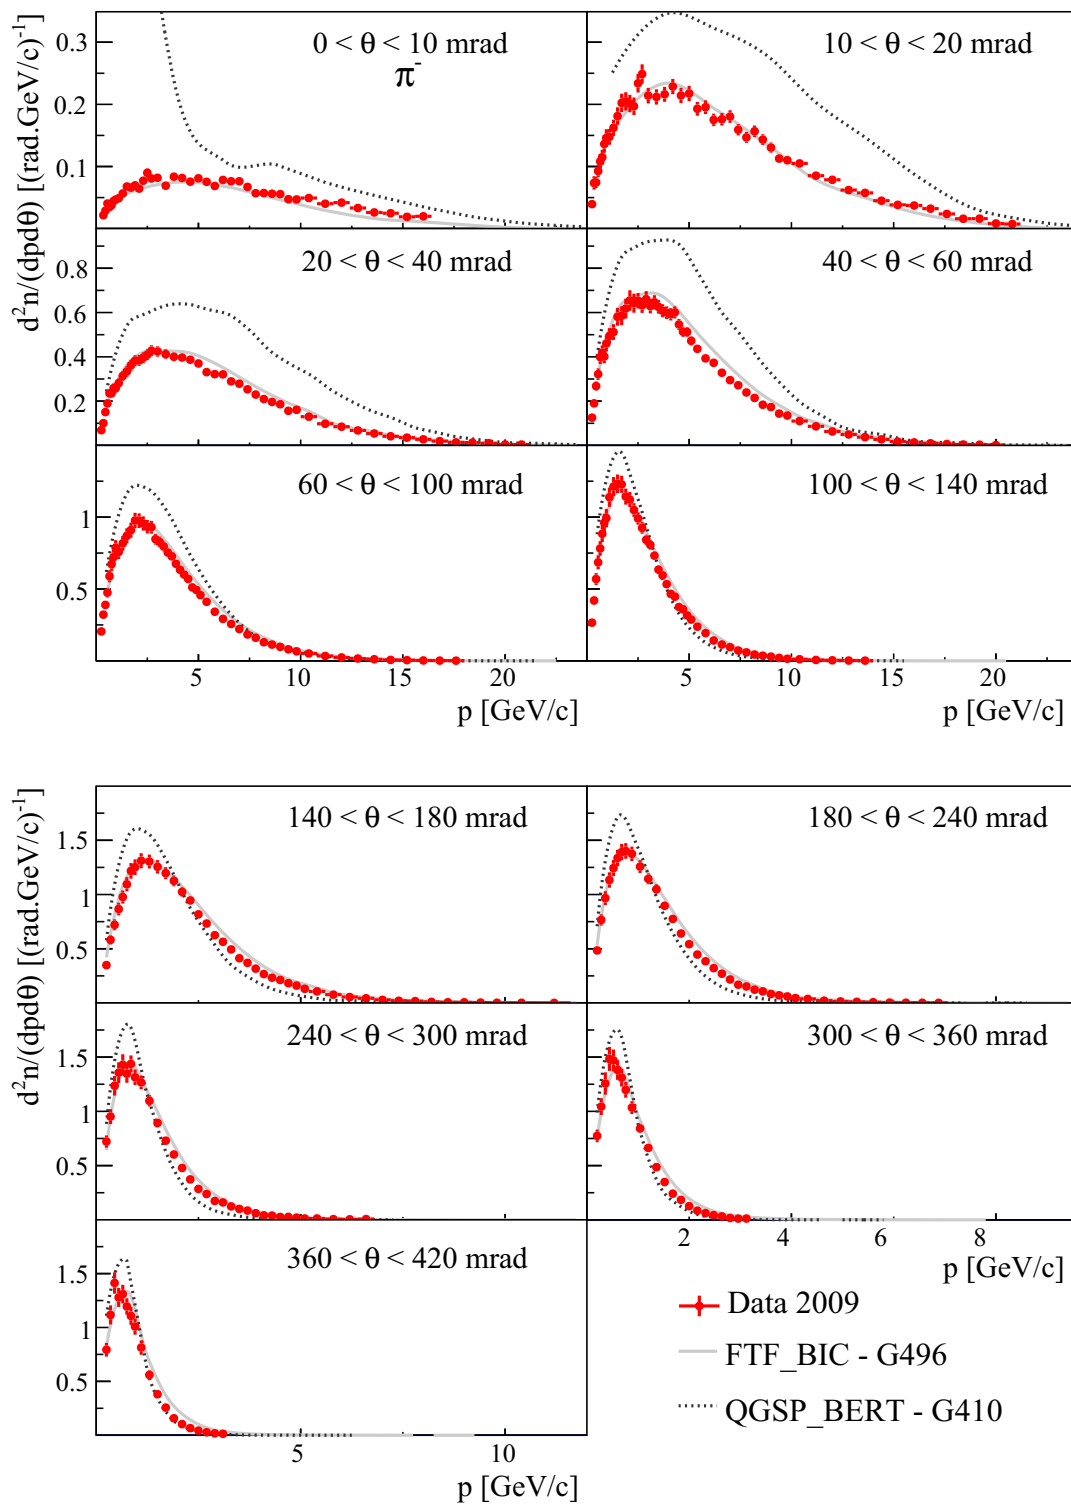 d²n/(dpdθ) [(rad.GeV/c)⁻¹]
0 < θ < 10 mrad
π⁻
10 < θ < 20 mrad
0.3
0.2
0.1
20 < θ < 40 mrad
40 < θ < 60 mrad
0.8
0.6
0.4
0.2
60 < θ < 100 mrad
100 < θ < 140 mrad
1
0.5
5 10 15 20
5 10 15 20
p [GeV/c]
p [GeV/c]
d²n/(dpdθ) [(rad.GeV/c)⁻¹]
140 < θ < 180 mrad
180 < θ < 240 mrad
1.5
1
0.5
240 < θ < 300 mrad
300 < θ < 360 mrad
1.5
1
0.5
2 4 6 8
p [GeV/c]
360 < θ < 420 mrad
1.5
1
0.5
5 10
p [GeV/c]
Data 2009
FTF_BIC - G496
QGSP_BERT - G410